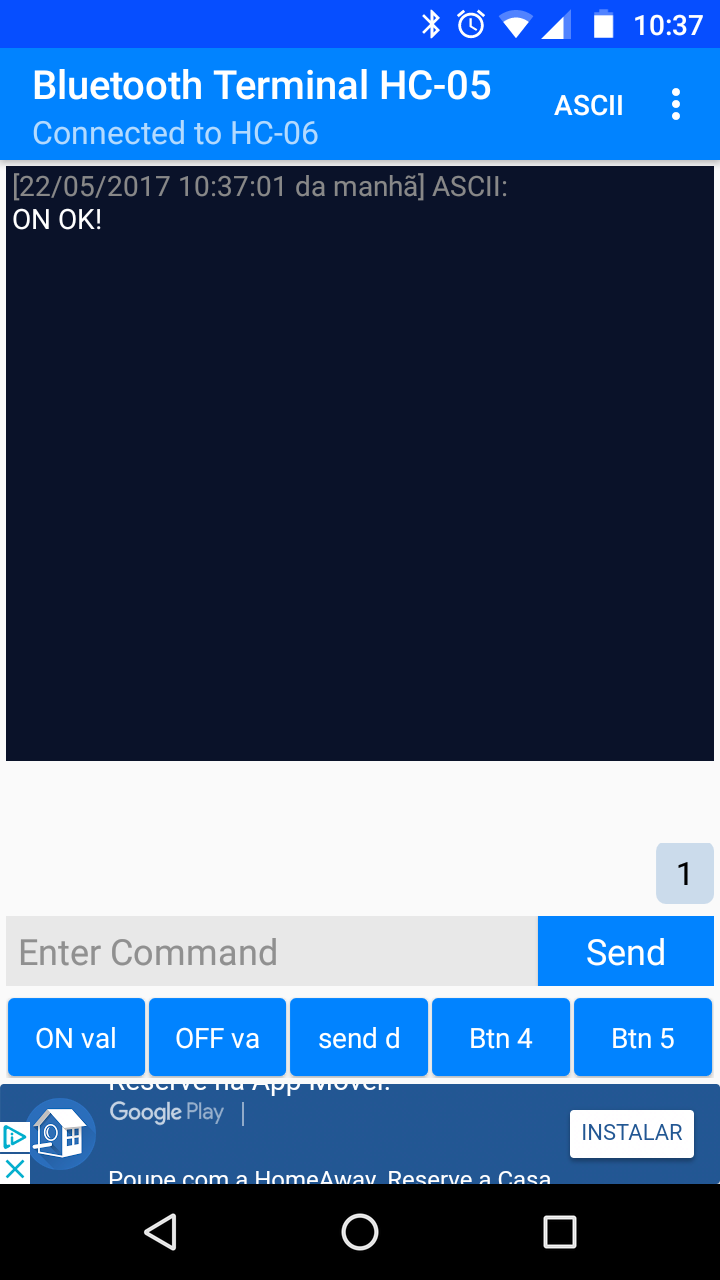 10:37
Bluetooth Terminal HC-05
Connected to HC-06
ASCII
[22/05/2017 10:37:01 da manhã] ASCII:
ON OK!
1
Enter Command
Send
ON val
OFF va
send d
Btn 4
Btn 5
Reserve na App Móvel.
Google Play
INSTALAR
Poupe com a HomeAway. Reserve a Casa